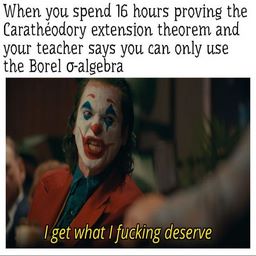 When you spend 16 hours proving the
Carathéodory extension theorem and
your teacher says you can only use
the Borel σ-algebra
I get what I fucking deserve